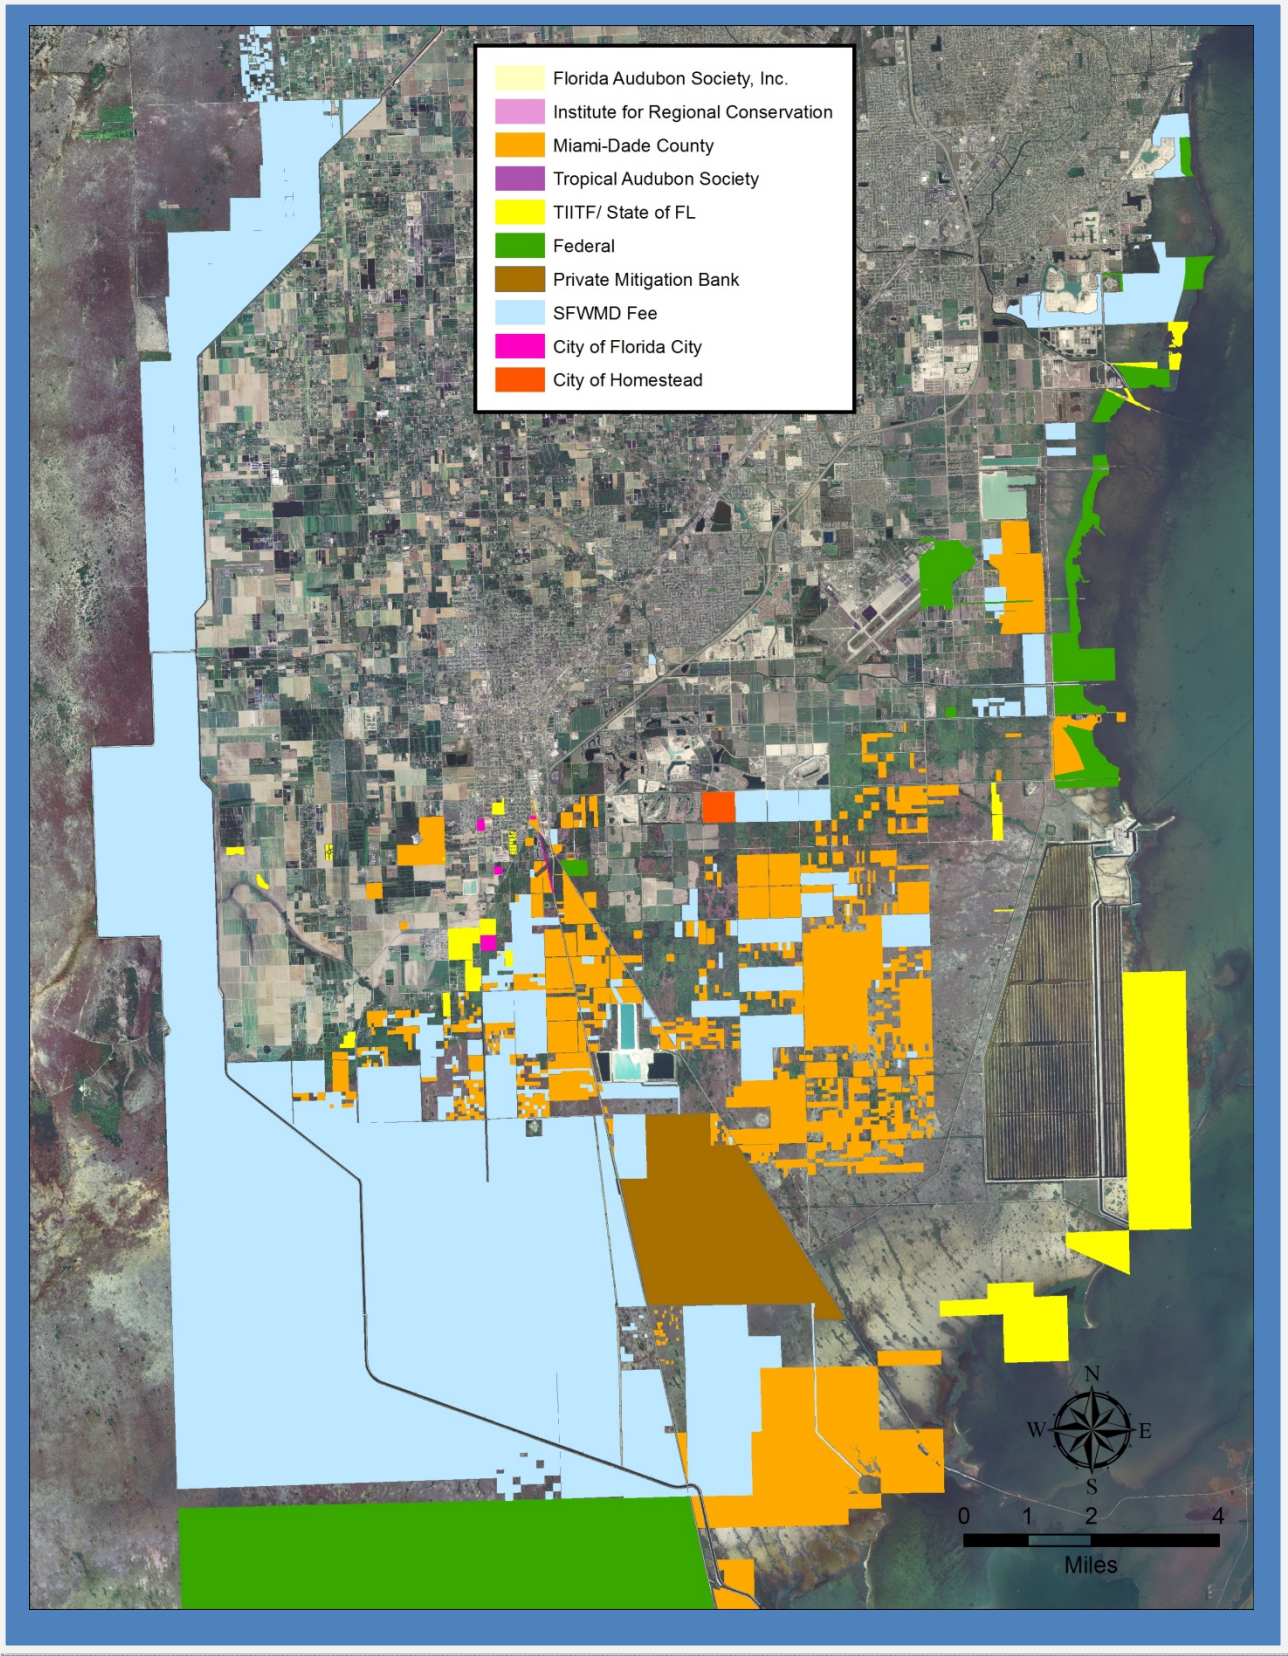 Florida Audubon Society, Inc.
Institute for Regional Conservation
Miami-Dade County
Tropical Audubon Society
TIITF/ State of FL
Federal
Private Mitigation Bank
SFWMD Fee
City of Florida City
City of Homestead
N
W E
S
0 1 2 4
Miles